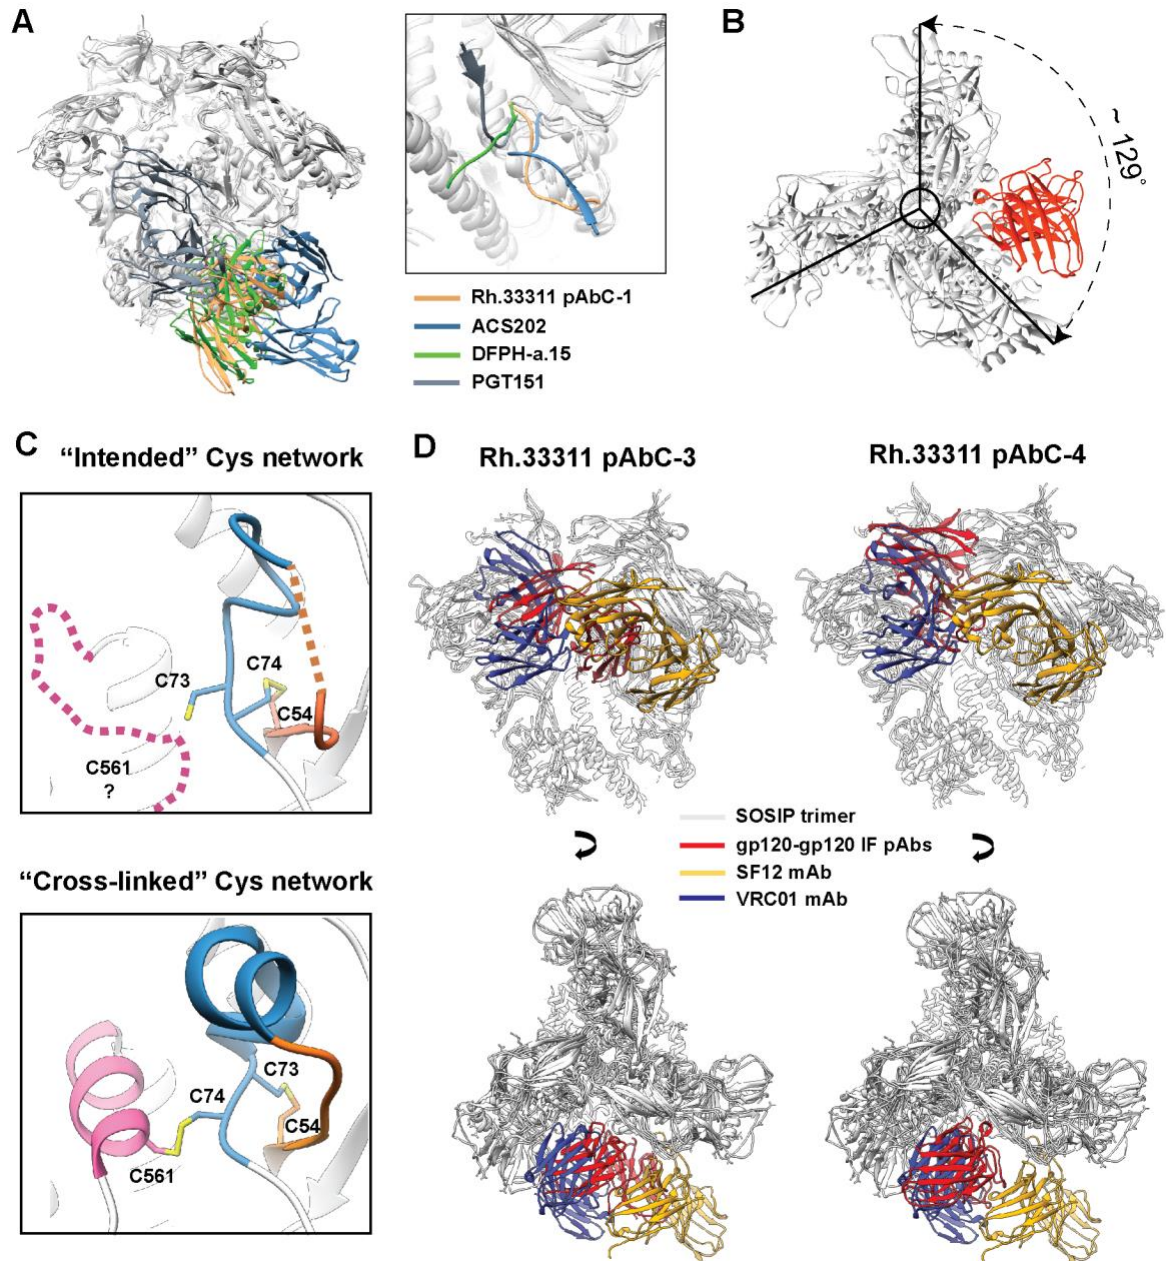 A
Rh.33311 pAbC-1
ACS202
DFPH-a.15
PGT151
B
~ 129°
C
“Intended” Cys network
C73
C74
C54
C561
?
“Cross-linked” Cys network
C73
C74
C54
C561
D
Rh.33311 pAbC-3
Rh.33311 pAbC-4
SOSIP trimer
gp120-gp120 IF pAbs
SF12 mAb
VRC01 mAb